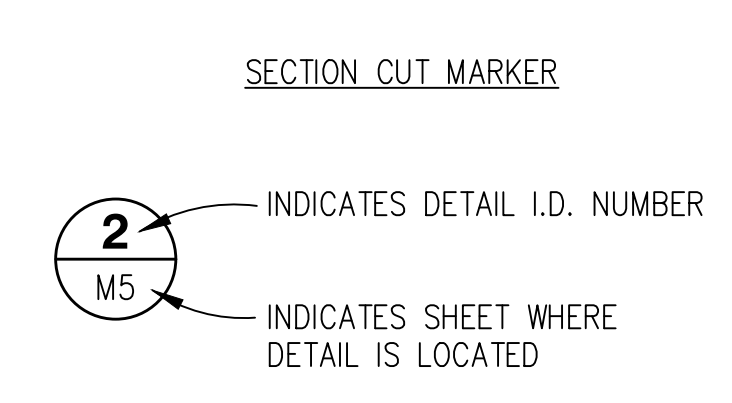 SECTION CUT MARKER
2
INDICATES DETAIL I.D. NUMBER
M5
INDICATES SHEET WHERE
DETAIL IS LOCATED